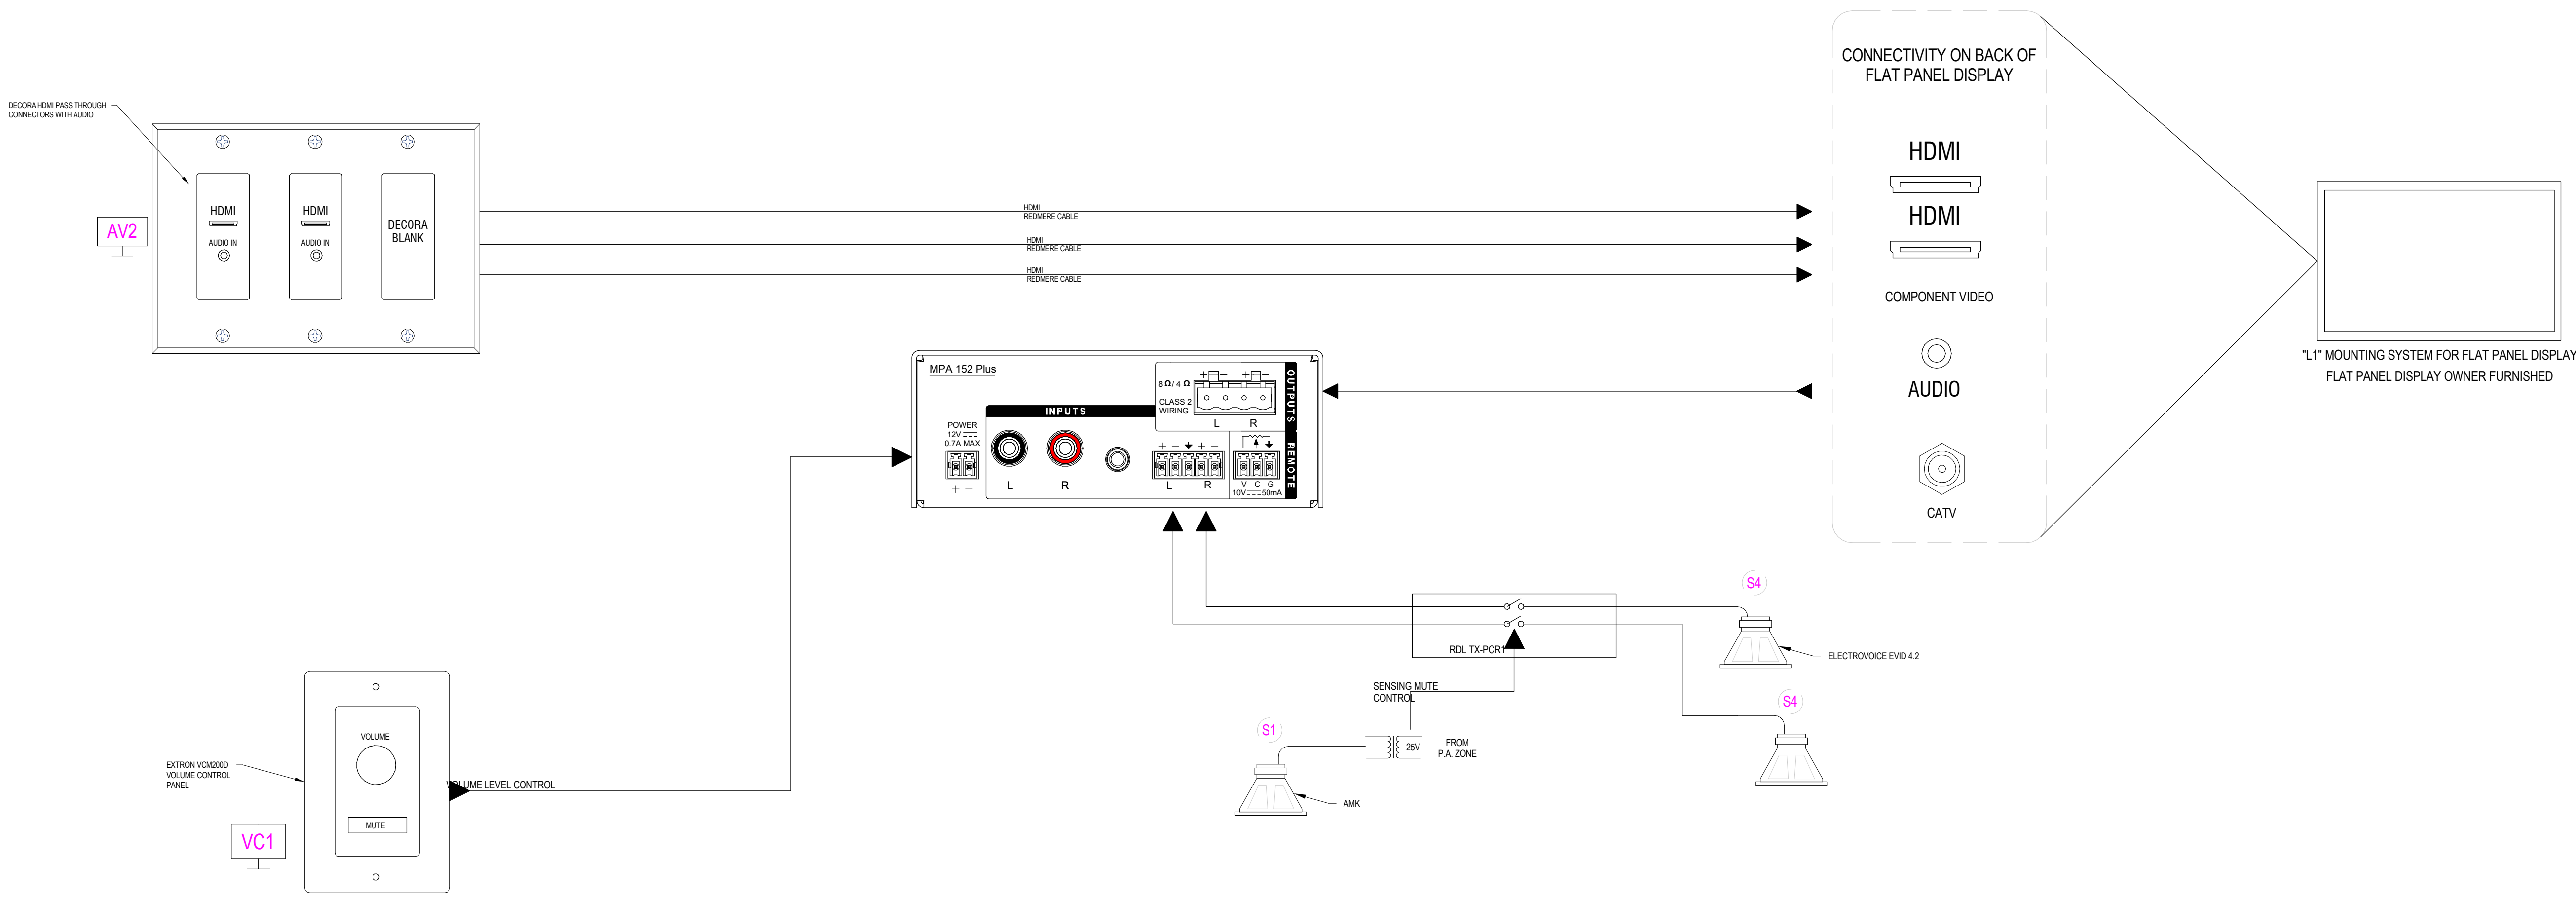 CONNECTIVITY ON BACK OF
FLAT PANEL DISPLAY
HDMI
HDMI
COMPONENT VIDEO
AUDIO
CATV
DECORA HDMI PASS THROUGH
CONNECTORS WITH AUDIO
AV2
HDMI
AUDIO IN
HDMI
AUDIO IN
DECORA
BLANK
HDMI
REDMERE CABLE
HDMI
REDMERE CABLE
HDMI
REDMERE CABLE
"L1" MOUNTING SYSTEM FOR FLAT PANEL DISPLAY
FLAT PANEL DISPLAY OWNER FURNISHED
MPA 152 Plus
POWER
12V
0.7A MAX
+ −
INPUTS
L
R
8Ω/ 4 Ω
CLASS 2
WIRING
+ − + −
L R
OUTPUTS
+ − + −
L R
REMOTE
V C G
10V 50mA
S4
RDL TX-PCR1
ELECTROVOICE EVID 4.2
SENSING MUTE
CONTROL
S4
S1
25V
FROM
P.A. ZONE
AMK
EXTRON VCM200D
VOLUME CONTROL
PANEL
VOLUME
MUTE
VOLUME LEVEL CONTROL
VC1